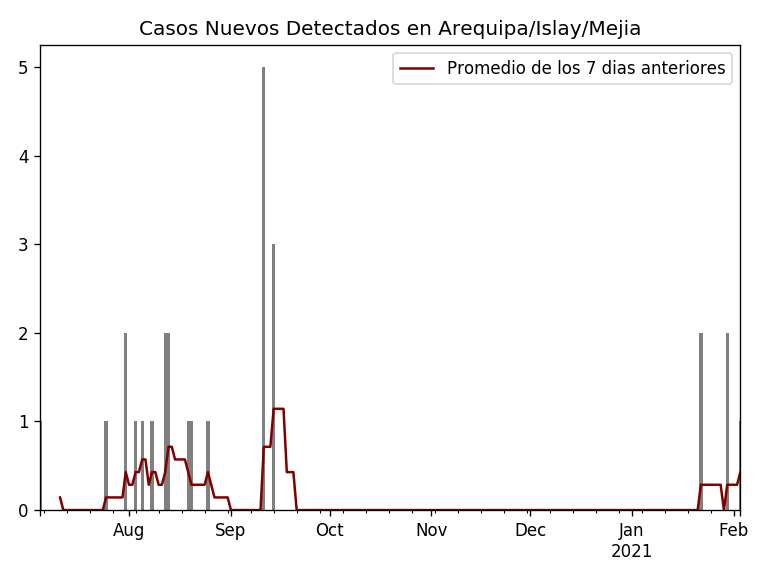 Casos Nuevos Detectados en Arequipa/Islay/Mejia
Promedio de los 7 dias anteriores
5
4
3
2
1
0
Aug Sep Oct Nov Dec Jan Feb
2021